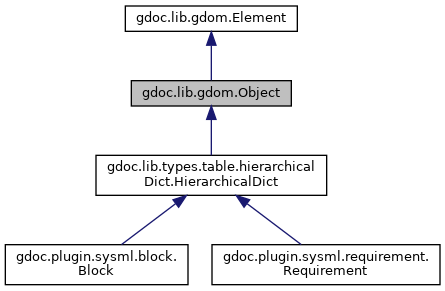 gdoc.lib.gdom.Element
gdoc.lib.gdom.Object
gdoc.lib.types.table.hierarchical
Dict.HierarchicalDict
gdoc.plugin.sysml.block.
Block
gdoc.plugin.sysml.requirement.
Requirement